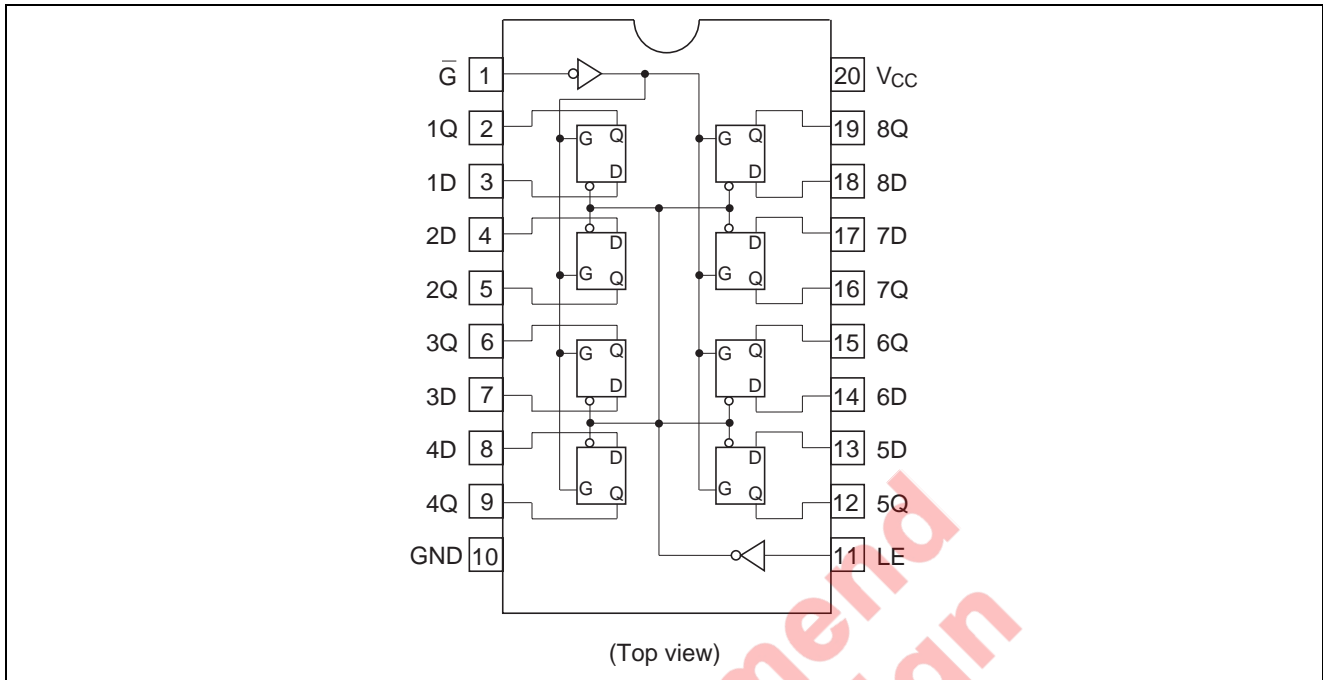 G̅ 1 20 VCC
1Q 2 G Q G Q 19 8Q
1D 3 D D 18 8D
2D 4 D D 17 7D
2Q 5 G Q G Q 16 7Q
3Q 6 G Q G Q 15 6Q
3D 7 D D 14 6D
4D 8 D D 13 5D
4Q 9 G Q G Q 12 5Q
GND 10 11 LE
(Top view)
mend
ign